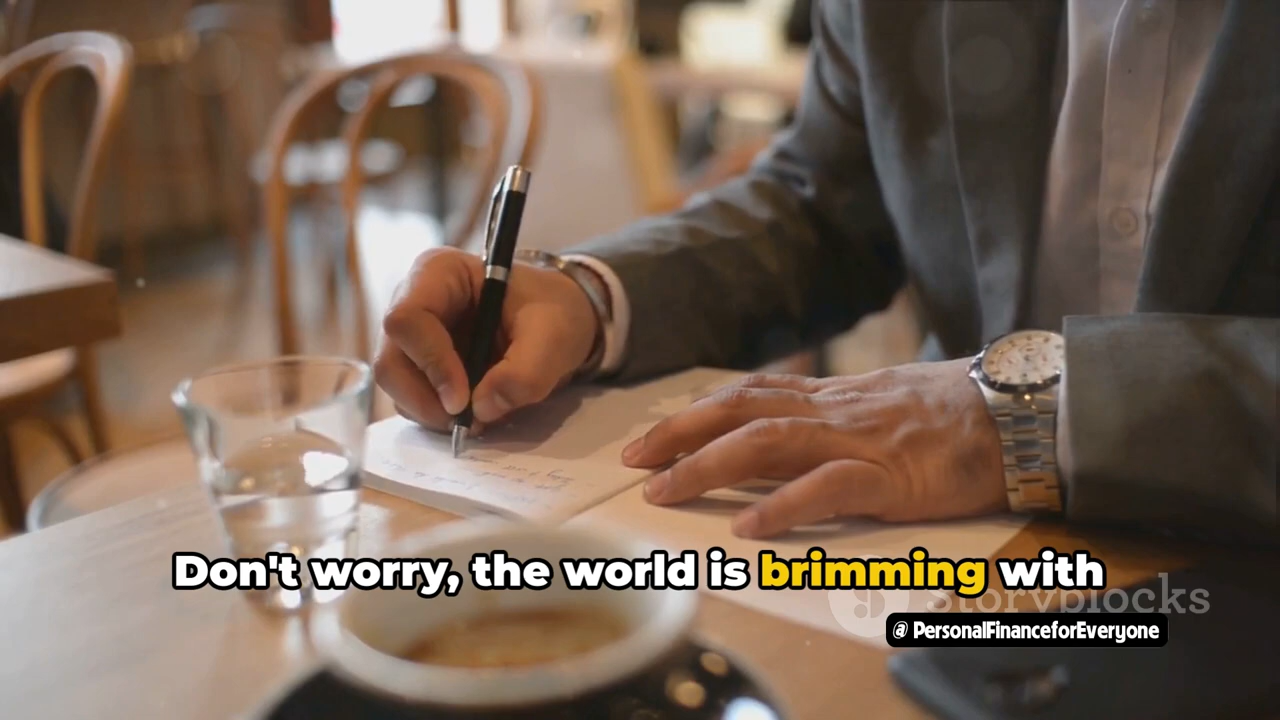 Don't worry, the world is brimming with
Storyblocks
@ PersonalFinanceforEveryone